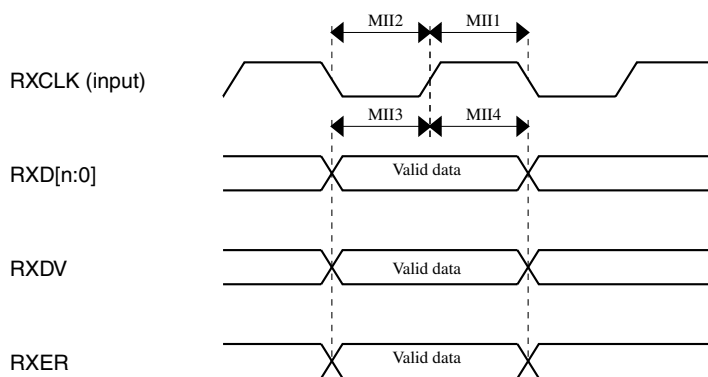 MII2 MII1
RXCLK (input)
MII3 MII4
RXD[n:0] Valid data
RXDV Valid data
RXER Valid data